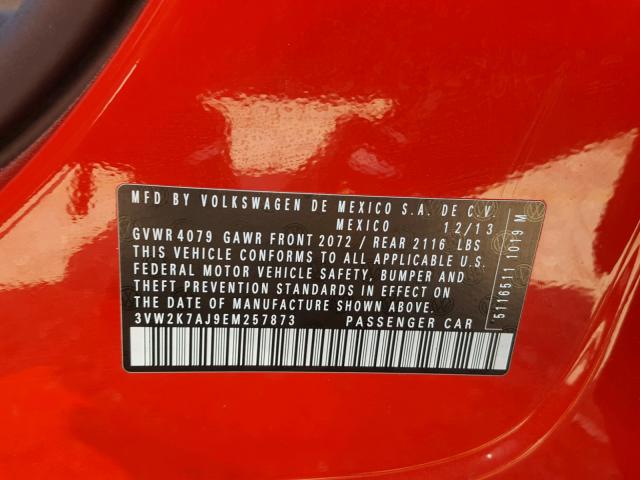 MFD BY VOLKSWAGEN DE MEXICO S.A. DE C.V.
MEXICO 12/13
GVWR 4079 GAWR FRONT 2072 / REAR 2116 LBS
THIS VEHICLE CONFORMS TO ALL APPLICABLE U.S.
FEDERAL MOTOR VEHICLE SAFETY, BUMPER AND
THEFT PREVENTION STANDARDS IN EFFECT ON
THE DATE OF MANUFACTURE SHOWN ABOVE.
3VW2K7AJ9EM257873 PASSENGER CAR
5116511 1019 M